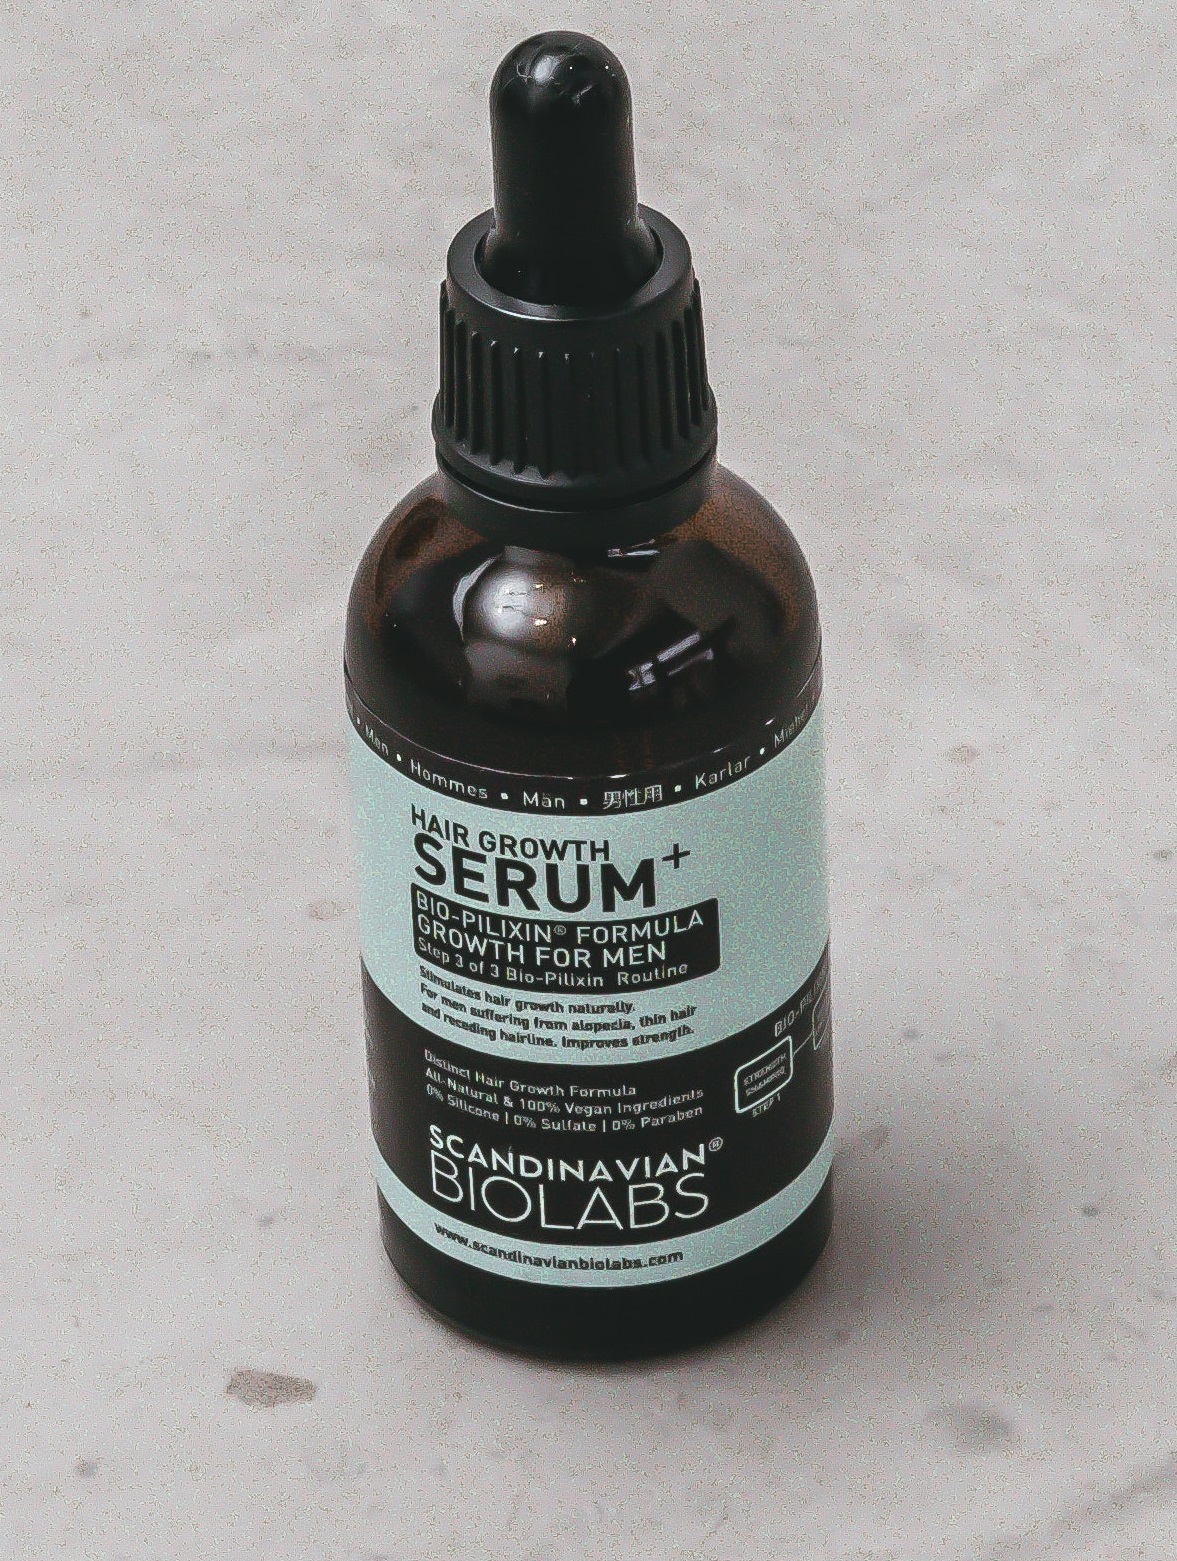 Men • Hommes • Män • 男性用 • Karlar •
HAIR GROWTH
SERUM+
BIO-PILIXIN® FORMULA
GROWTH FOR MEN
Step 3 of 3 Bio-Pilixin Routine
Stimulates hair growth naturally.
For men suffering from alopecia, thin hair
and receding hairline. Improves strength.
Distinct Hair Growth Formula
All-Natural & 100% Vegan Ingredients
0% Silicone | 0% Sulfate | 0% Paraben
STRENGTH
SHAMPOO
STEP 1
SCANDINAVIAN®
BIOLABS
www.scandinavianbiolabs.com